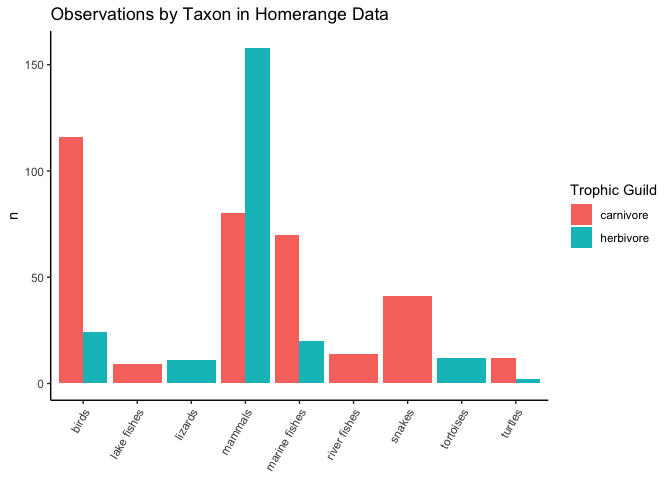 Observations by Taxon in Homerange Data
150
100
50
0
n
birds
lake fishes
lizards
mammals
marine fishes
river fishes
snakes
tortoises
turtles
Trophic Guild
carnivore
herbivore